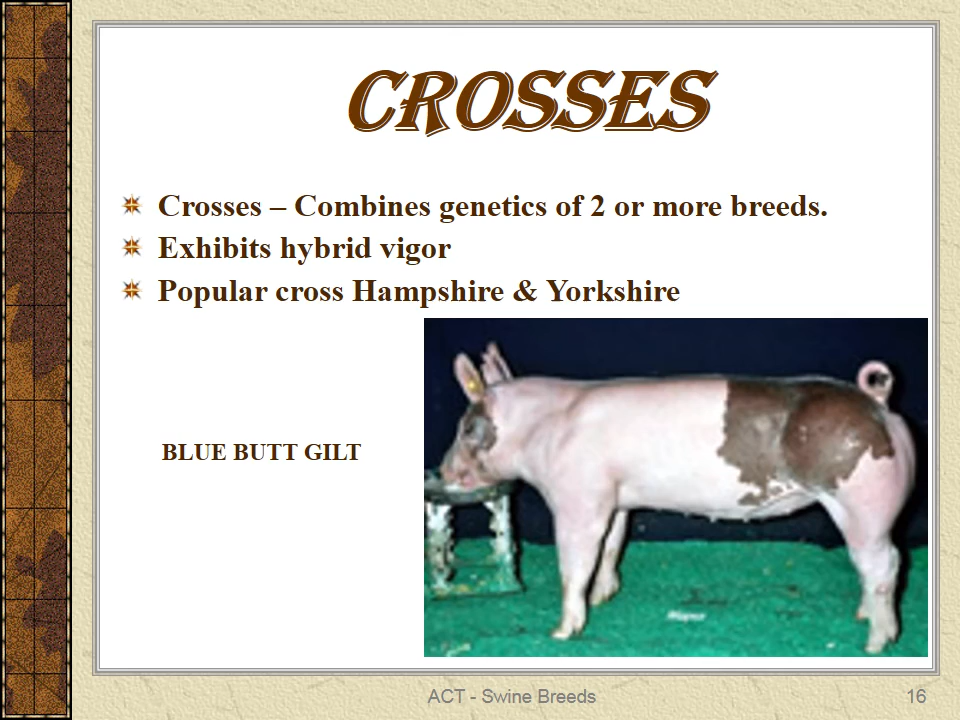 CROSSES
Crosses – Combines genetics of 2 or more breeds.
Exhibits hybrid vigor
Popular cross Hampshire & Yorkshire
BLUE BUTT GILT
ACT - Swine Breeds
16